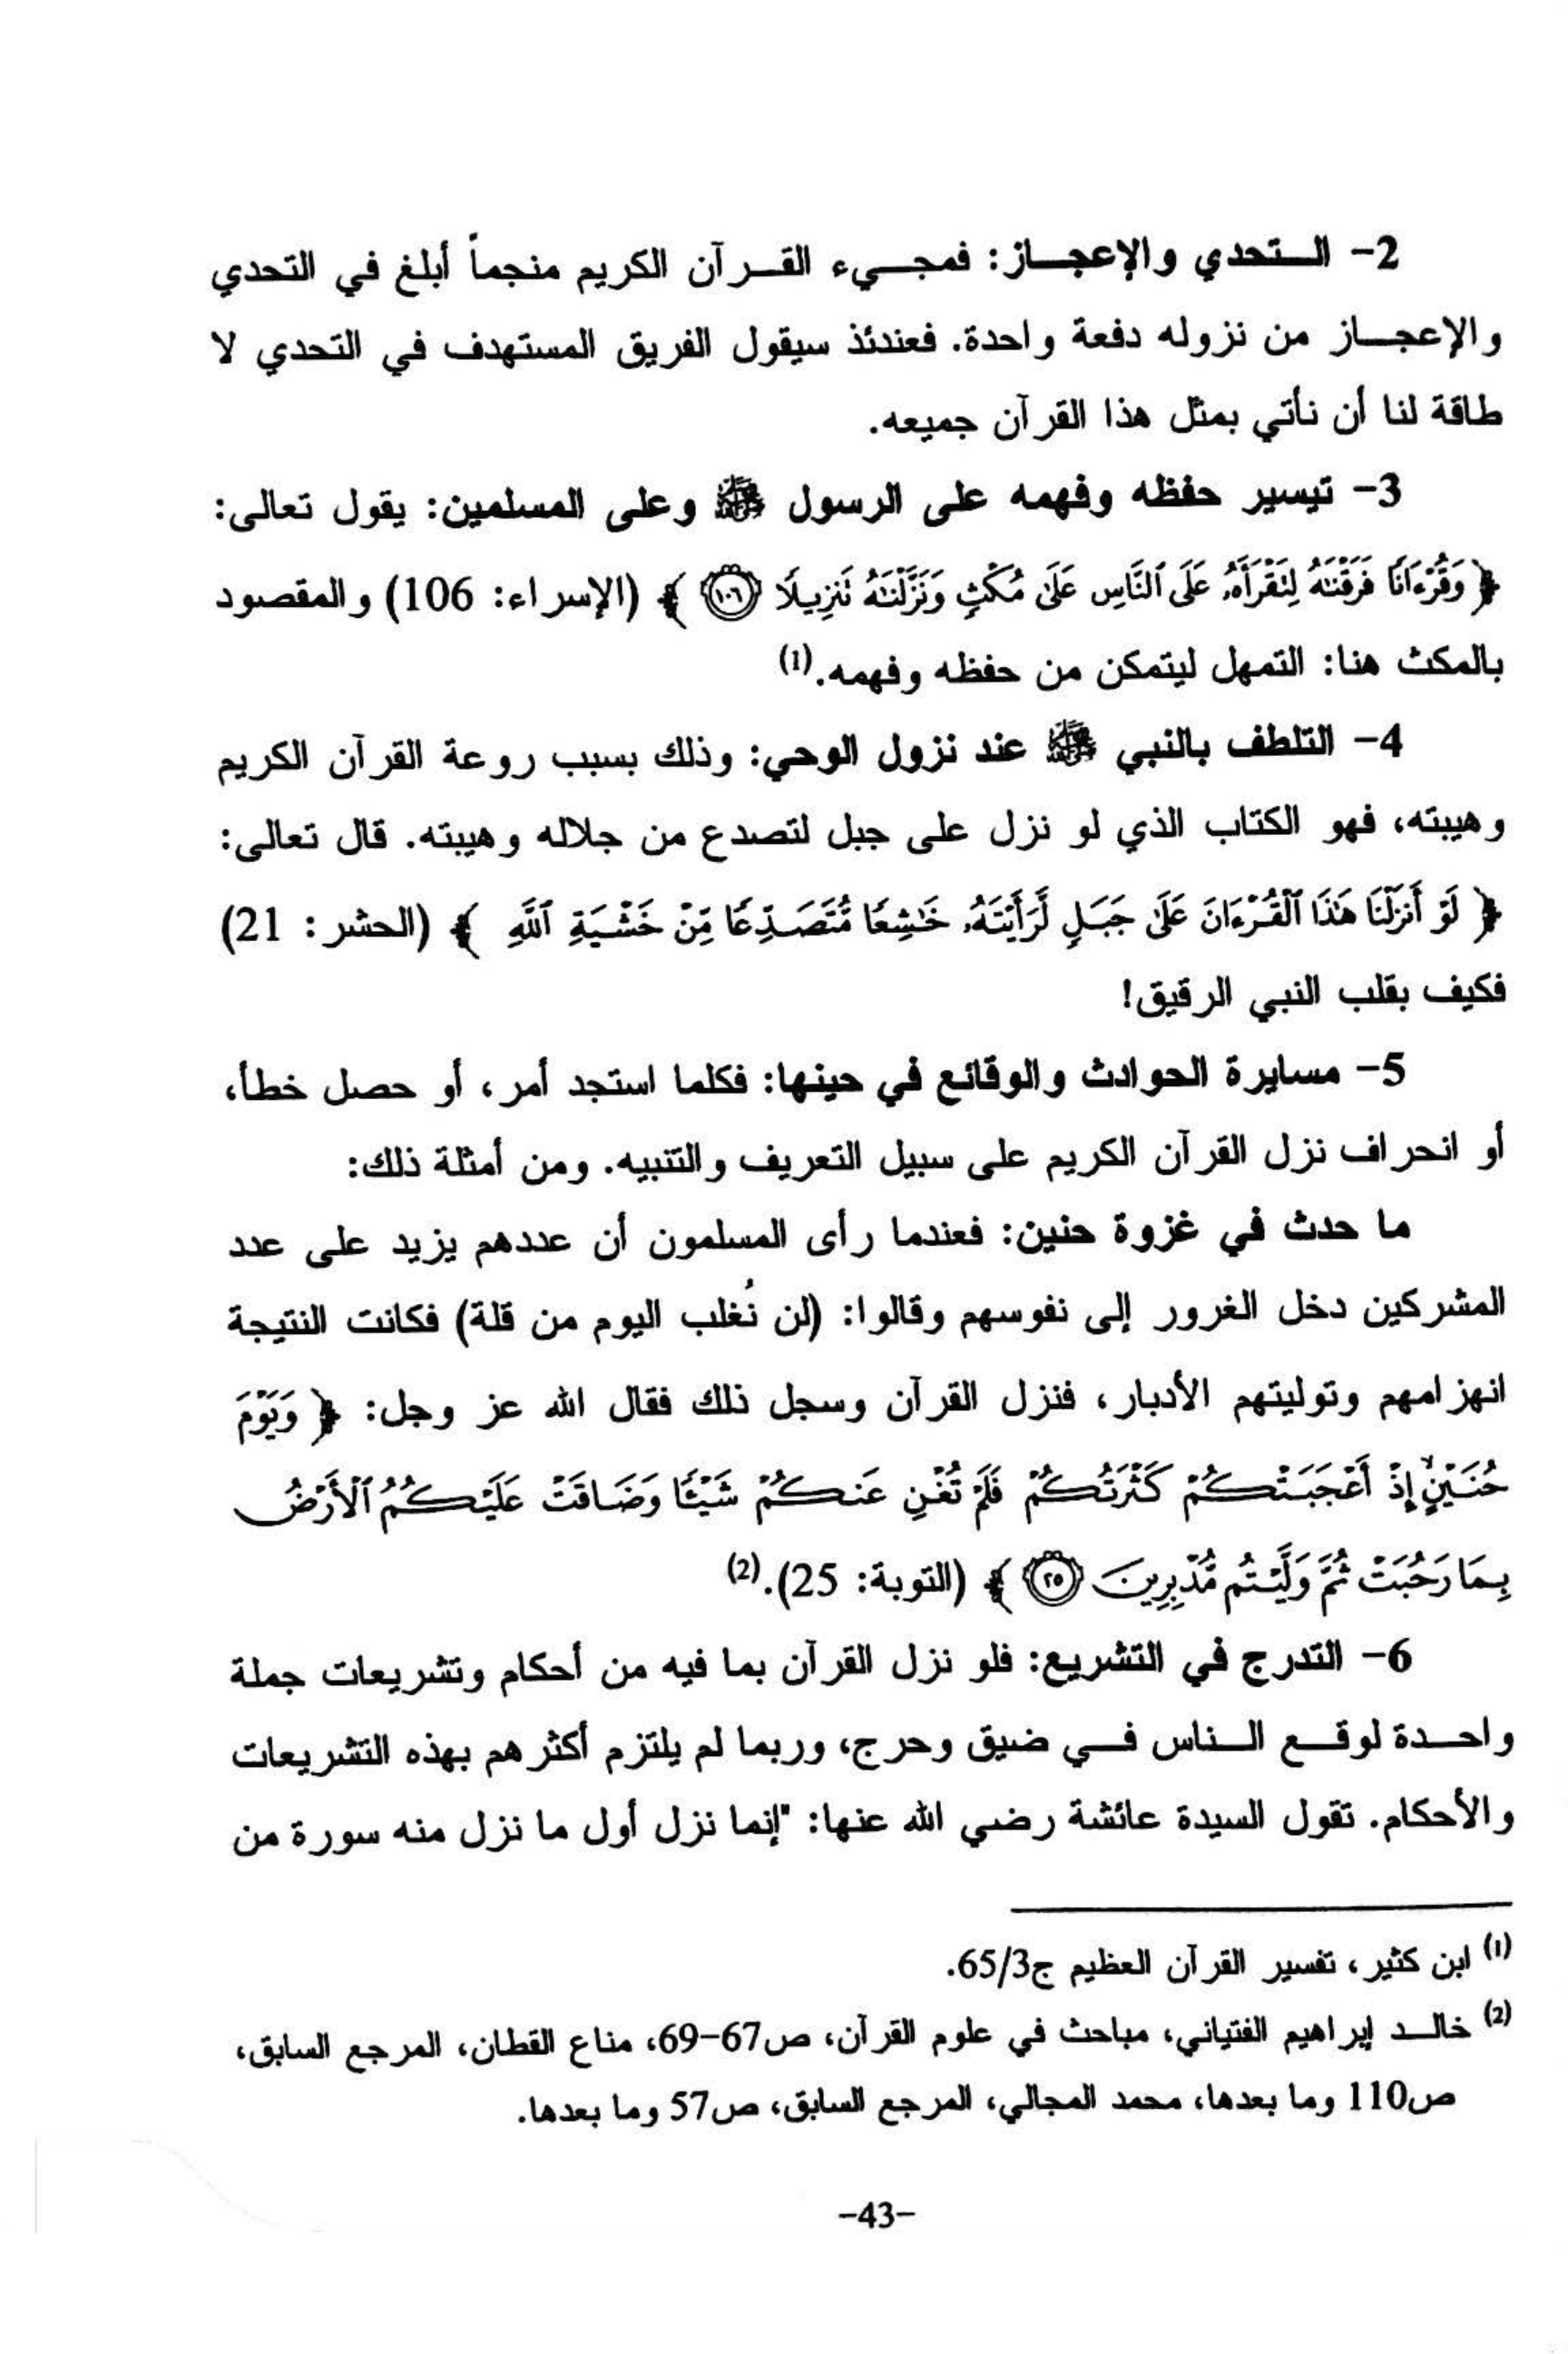 2- الـتحدي والإعجـاز: فمجـيء القـرآن الكريم منجماً أبلغ في التحدي
والإعجـاز من نزوله دفعة واحدة. فعندئذ سيقول الفريق المستهدف في التحدي لا
طاقة لنا أن نأتي بمثل هذا القرآن جميعه.
3- تيسير حفظه وفهمه على الرسول ﷺ وعلى المسلمين: يقول تعالى:
﴿ وَقُرْءَانًا فَرَقْنَٰهُ لِتَقْرَأَهُۥ عَلَى ٱلنَّاسِ عَلَىٰ مُكْثٍ وَنَزَّلْنَٰهُ تَنزِيلًا ١٠٦ ﴾ (الإسراء: 106) والمقصود
بالمكث هنا: التمهل ليتمكن من حفظه وفهمه.(1)
4- التلطف بالنبي ﷺ عند نزول الوحي: وذلك بسبب روعة القرآن الكريم
وهيبته، فهو الكتاب الذي لو نزل على جبل لتصدع من جلاله وهيبته. قال تعالى:
﴿ لَوْ أَنزَلْنَا هَٰذَا ٱلْقُرْءَانَ عَلَىٰ جَبَلٍ لَّرَأَيْتَهُۥ خَٰشِعًا مُّتَصَدِّعًا مِّنْ خَشْيَةِ ٱللَّهِ ﴾ (الحشر: 21)
فكيف بقلب النبي الرقيق!
5- مسايرة الحوادث والوقائع في حينها: فكلما استجد أمر، أو حصل خطأ،
أو انحراف نزل القرآن الكريم على سبيل التعريف والتنبيه. ومن أمثلة ذلك:
ما حدث في غزوة حنين: فعندما رأى المسلمون أن عددهم يزيد على عدد
المشركين دخل الغرور إلى نفوسهم وقالوا: (لن نُغلب اليوم من قلة) فكانت النتيجة
انهزامهم وتوليتهم الأدبار، فنزل القرآن وسجل ذلك فقال الله عز وجل: ﴿ وَيَوْمَ
حُنَيْنٍ إِذْ أَعْجَبَتْكُمْ كَثْرَتُكُمْ فَلَمْ تُغْنِ عَنكُمْ شَيْـًٔا وَضَاقَتْ عَلَيْكُمُ ٱلْأَرْضُ
بِمَا رَحُبَتْ ثُمَّ وَلَّيْتُم مُّدْبِرِينَ ٢٥ ﴾ (التوبة: 25).(2)
6- التدرج في التشريع: فلو نزل القرآن بما فيه من أحكام وتشريعات جملة
واحـدة لوقـع الـناس فـي ضيق وحرج، وربما لم يلتزم أكثرهم بهذه التشريعات
والأحكام. تقول السيدة عائشة رضي الله عنها: "إنما نزل أول ما نزل منه سورة من
(1) ابن كثير، تفسير القرآن العظيم ج65/3.
(2) خالـد إبراهيم الفتياني، مباحث في علوم القرآن، ص67-69، مناع القطان، المرجع السابق،
ص110 وما بعدها، محمد المجالي، المرجع السابق، ص57 وما بعدها.
-43-